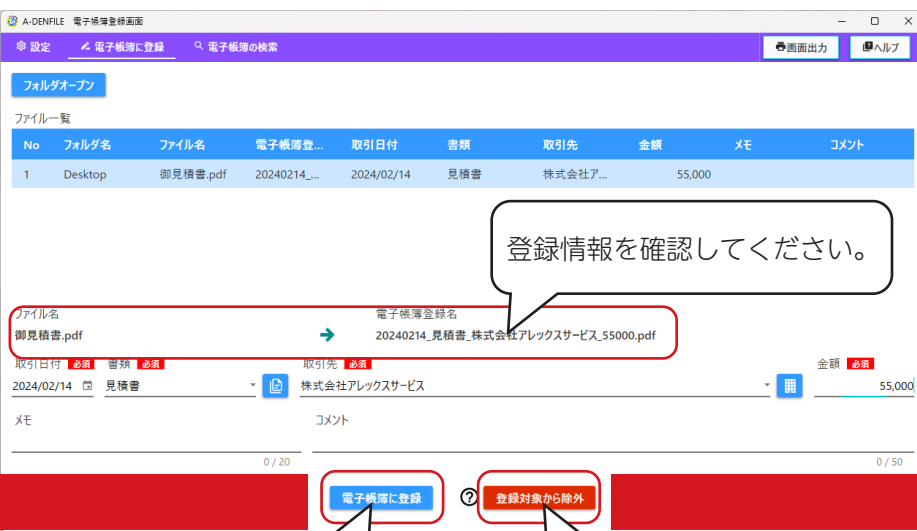 A-DENFILE 電子帳簿登録画面
設定 電子帳簿に登録 電子帳簿の検索 画面出力 ヘルプ
フォルダオープン
ファイル一覧
No フォルダ名 ファイル名 電子帳簿登... 取引日付 書類 取引先 金額 メモ コメント
1 Desktop 御見積書.pdf 20240214_... 2024/02/14 見積書 株式会社ア... 55,000
登録情報を確認してください。
ファイル名 電子帳簿登録名
御見積書.pdf 20240214_見積書_株式会社アレックスサービス_55000.pdf
取引日付 必須 書類 必須 取引先 必須 金額 必須
2024/02/14 見積書 株式会社アレックスサービス 55,000
メモ コメント
0 / 20 0 / 50
電子帳簿に登録 登録対象から除外